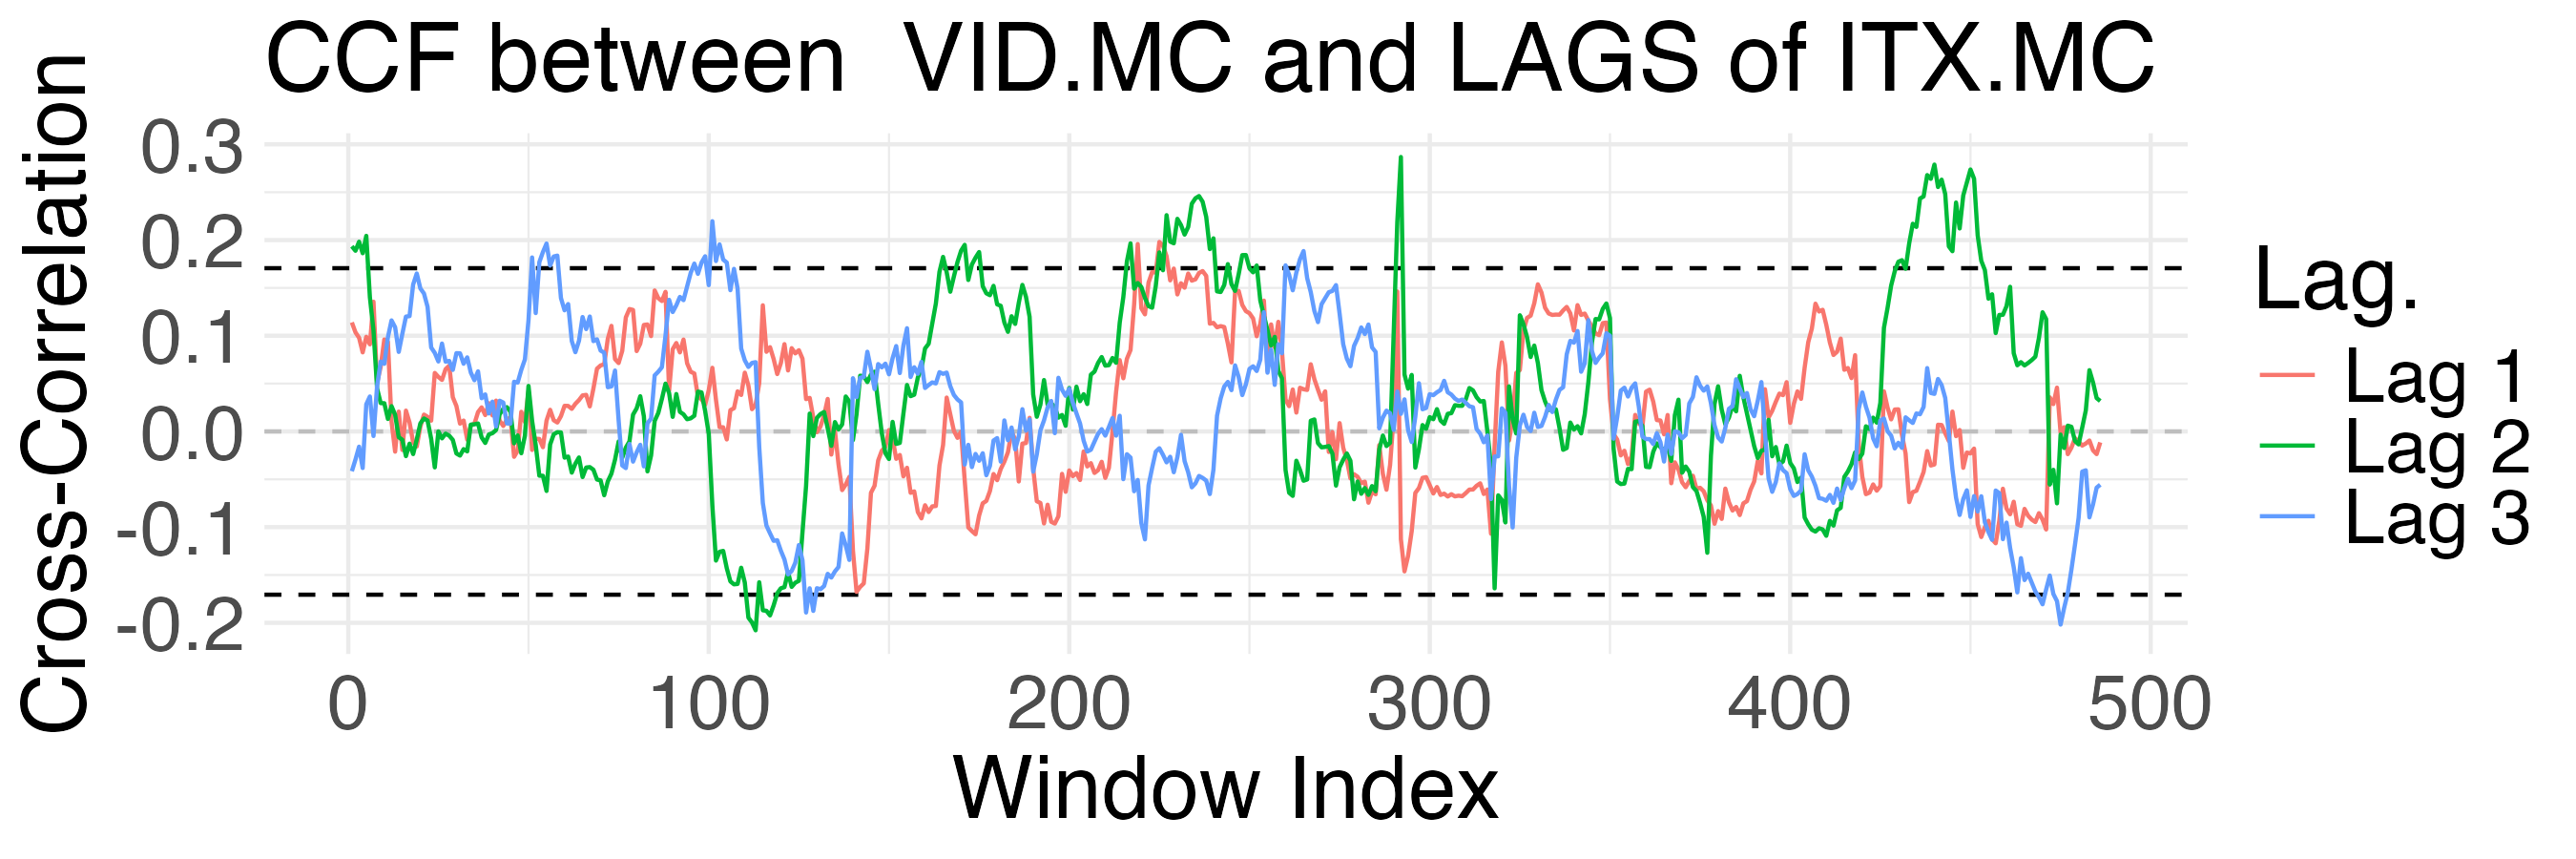 CCF between  VID.MC and LAGS of ITX.MC
Cross-Correlation
0.3
0.2
0.1
0.0
-0.1
-0.2
0 100 200 300 400 500
Window Index
Lag.
Lag 1
Lag 2
Lag 3